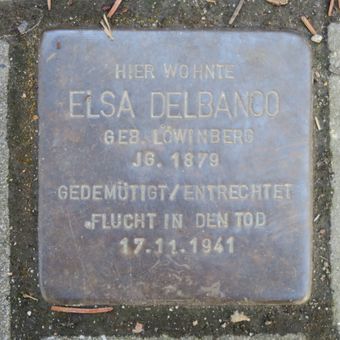 HIER WOHNTE
ELSA DELBANCO
GEB. LÖWINBERG
JG. 1879
GEDEMÜTIGT/ENTRECHTET
FLUCHT IN DEN TOD
17.11.1941